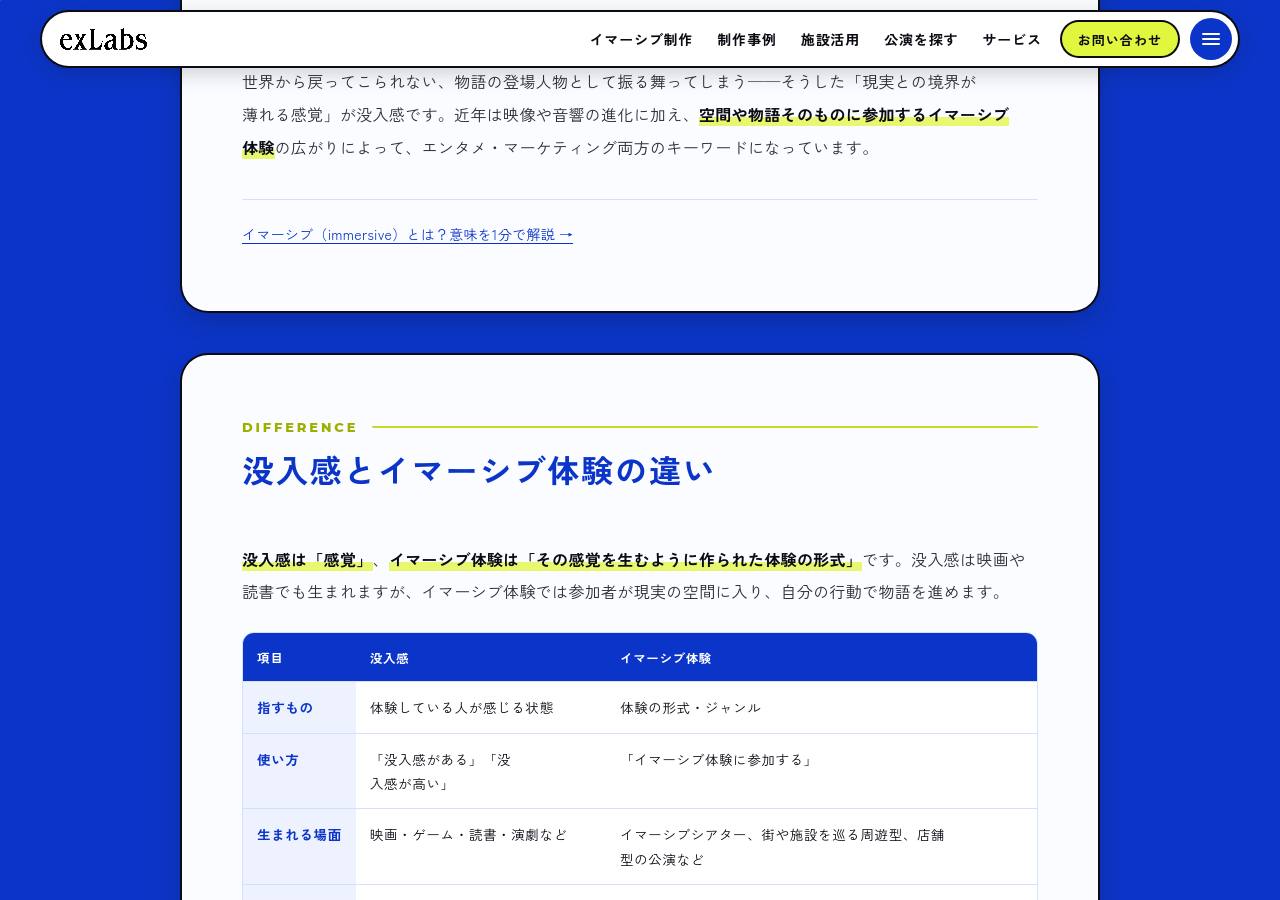 exLabs
イマーシブ制作 制作事例 施設活用 公演を探す サービス お問い合わせ
世界から戻ってこられない、物語の登場人物として振る舞ってしまう――そうした「現実との境界が
薄れる感覚」が没入感です。近年は映像や音響の進化に加え、空間や物語そのものに参加するイマーシブ
体験の広がりによって、エンタメ・マーケティング両方のキーワードになっています。
イマーシブ（immersive）とは？意味を1分で解説 →
DIFFERENCE
没入感とイマーシブ体験の違い
没入感は「感覚」、イマーシブ体験は「その感覚を生むように作られた体験の形式」です。没入感は映画や
読書でも生まれますが、イマーシブ体験では参加者が現実の空間に入り、自分の行動で物語を進めます。
項目 没入感 イマーシブ体験
指すもの 体験している人が感じる状態 体験の形式・ジャンル
使い方 「没入感がある」「没 「イマーシブ体験に参加する」
入感が高い」
生まれる場面 映画・ゲーム・読書・演劇など イマーシブシアター、街や施設を巡る周遊型、店舗
型の公演など